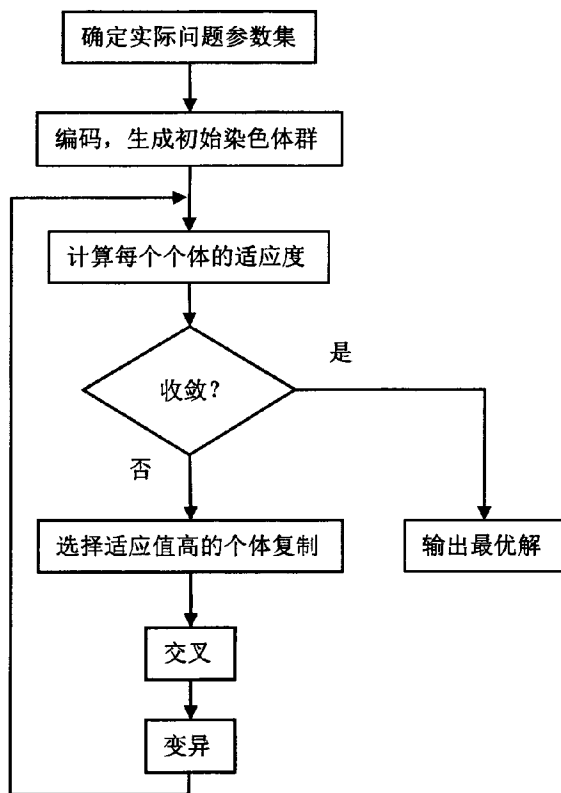 确定实际问题参数集
编码，生成初始染色体群
计算每个个体的适应度
是
收敛？
否
选择适应值高的个体复制
输出最优解
交叉
变异